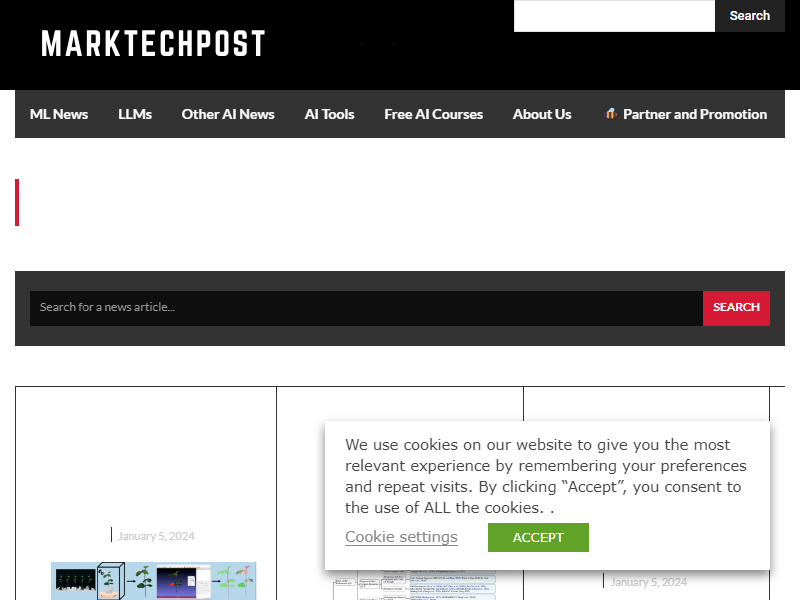 MARKTECHPOST
Search
ML News LLMs Other AI News AI Tools Free AI Courses About Us Partner and Promotion
Search for a news article...
SEARCH
We use cookies on our website to give you the most
relevant experience by remembering your preferences
and repeat visits. By clicking “Accept”, you consent to
the use of ALL the cookies. .
Cookie settings
ACCEPT
January 5, 2024
January 5, 2024